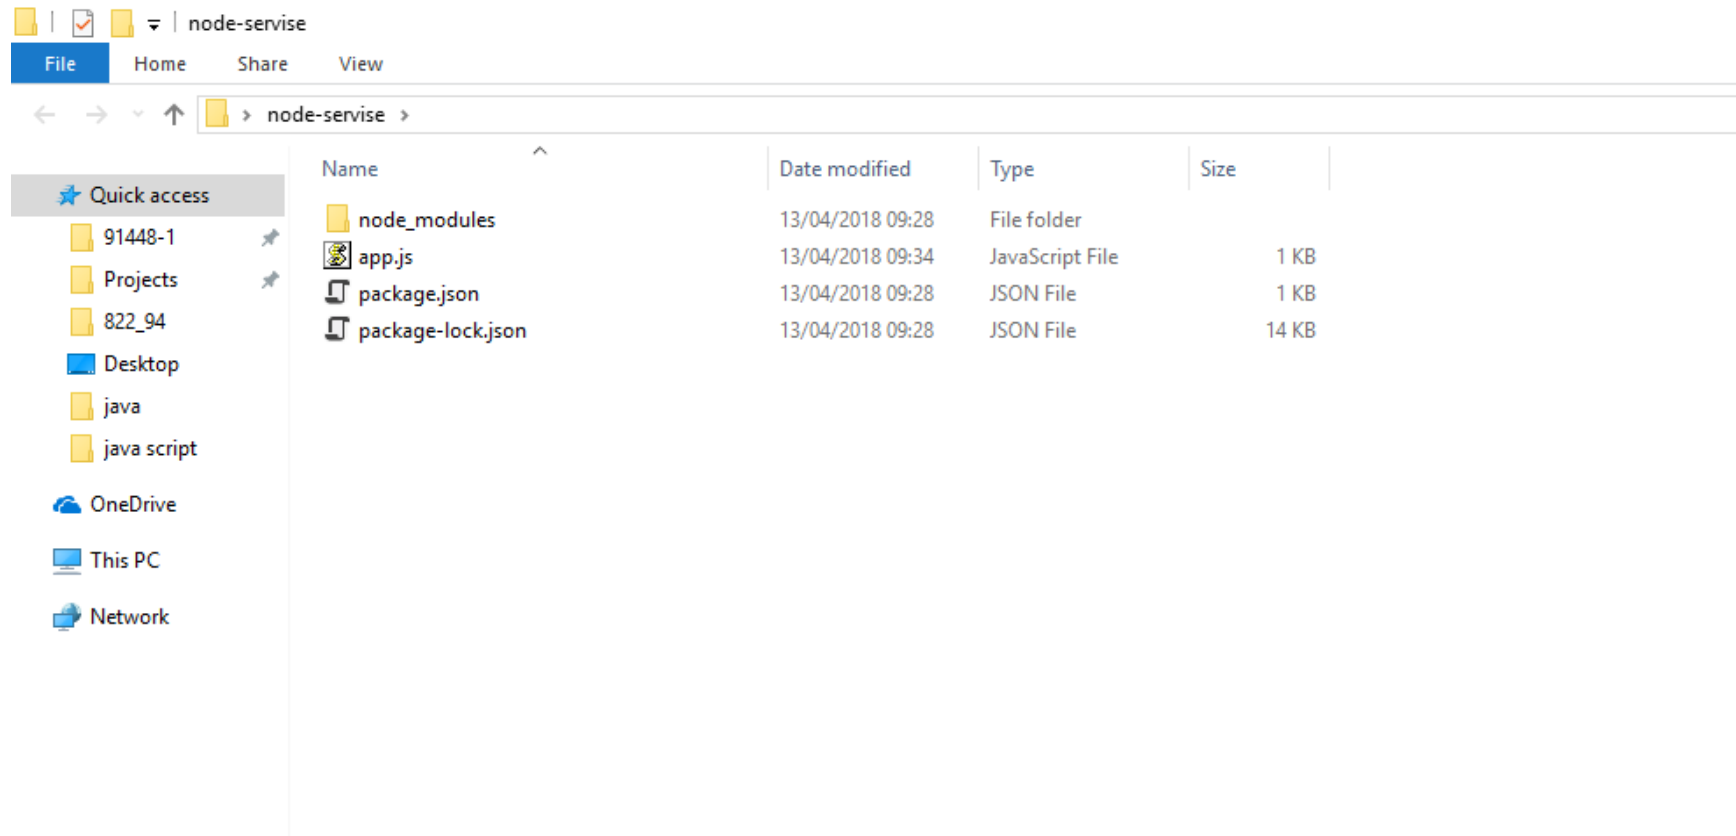 node-servise
File Home Share View
node-servise
Name Date modified Type Size
Quick access
91448-1
Projects
822_94
Desktop
java
java script
OneDrive
This PC
Network
node_modules 13/04/2018 09:28 File folder
app.js 13/04/2018 09:34 JavaScript File 1 KB
package.json 13/04/2018 09:28 JSON File 1 KB
package-lock.json 13/04/2018 09:28 JSON File 14 KB